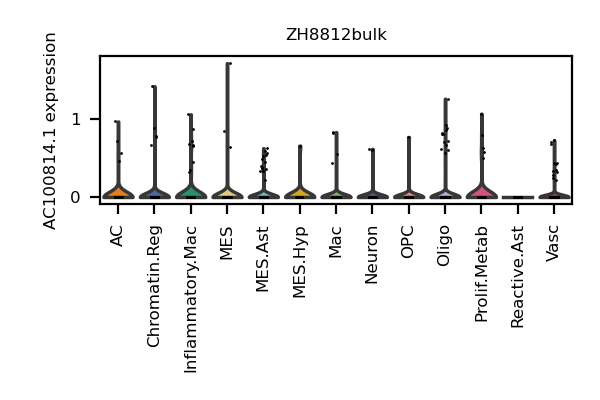 ZH8812bulk
AC100814.1 expression
1
0
AC
Chromatin.Reg
Inflammatory.Mac
MES
MES.Ast
MES.Hyp
Mac
Neuron
OPC
Oligo
Prolif.Metab
Reactive.Ast
Vasc